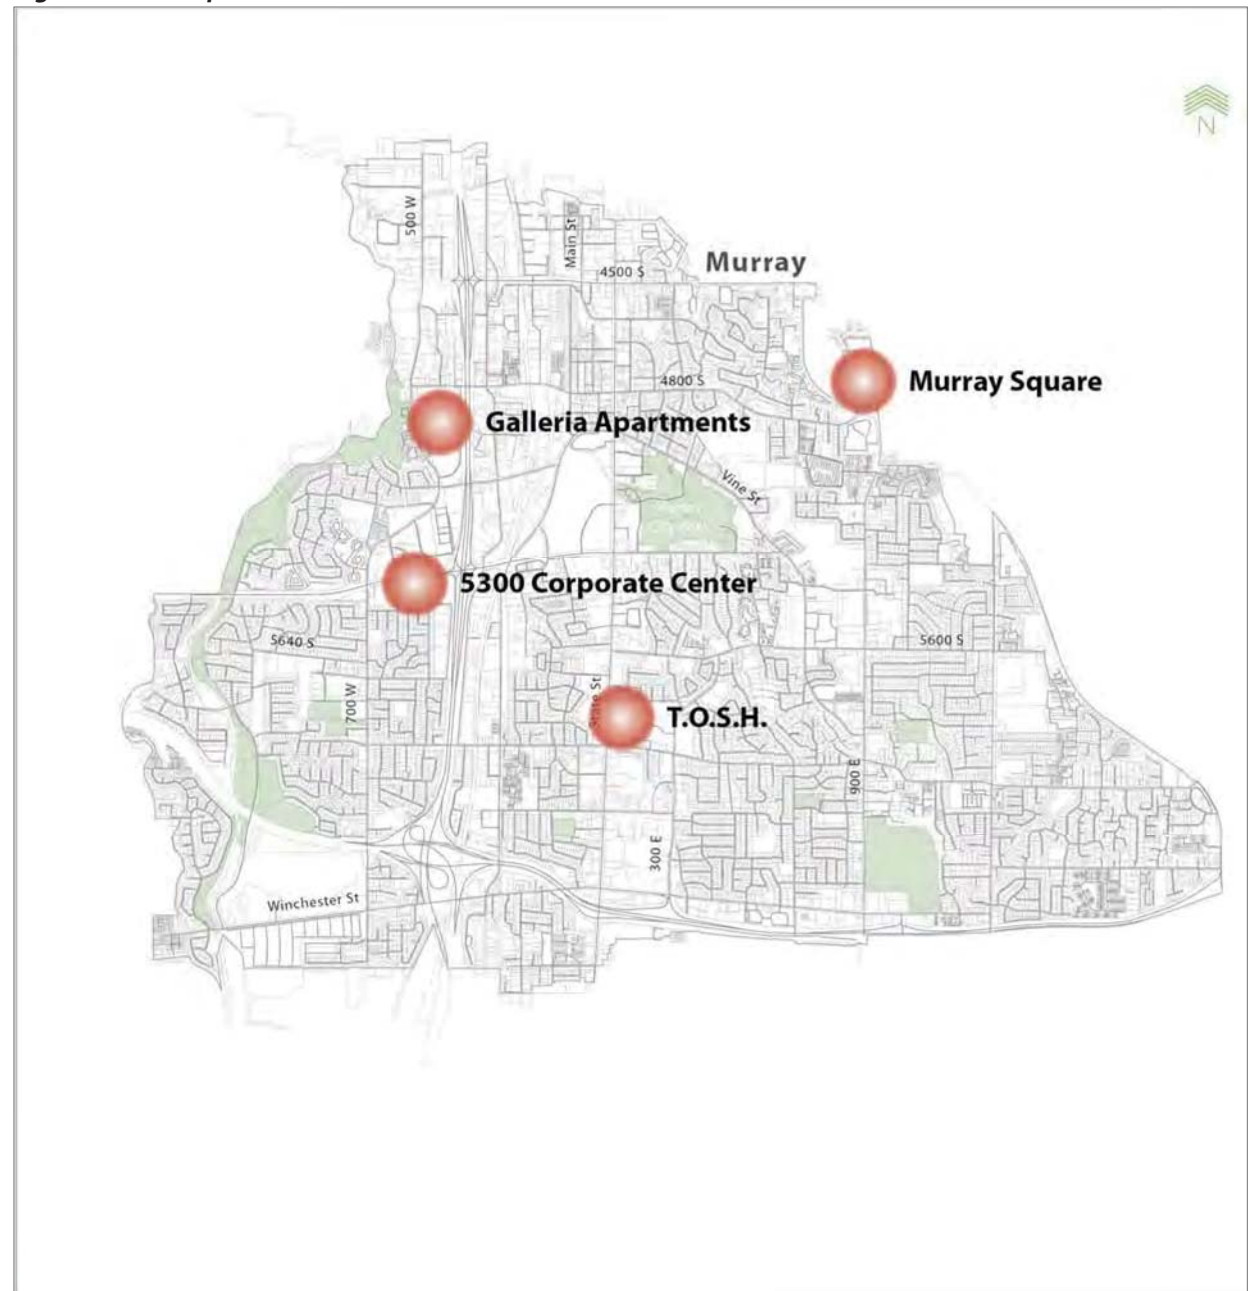 N
500 W
Main St
4500 S
Murray
4800 S
Murray Square
Galleria Apartments
Vine St
5300 Corporate Center
5640 S
5600 S
700 W
State St
T.O.S.H.
900 E
300 E
Winchester St